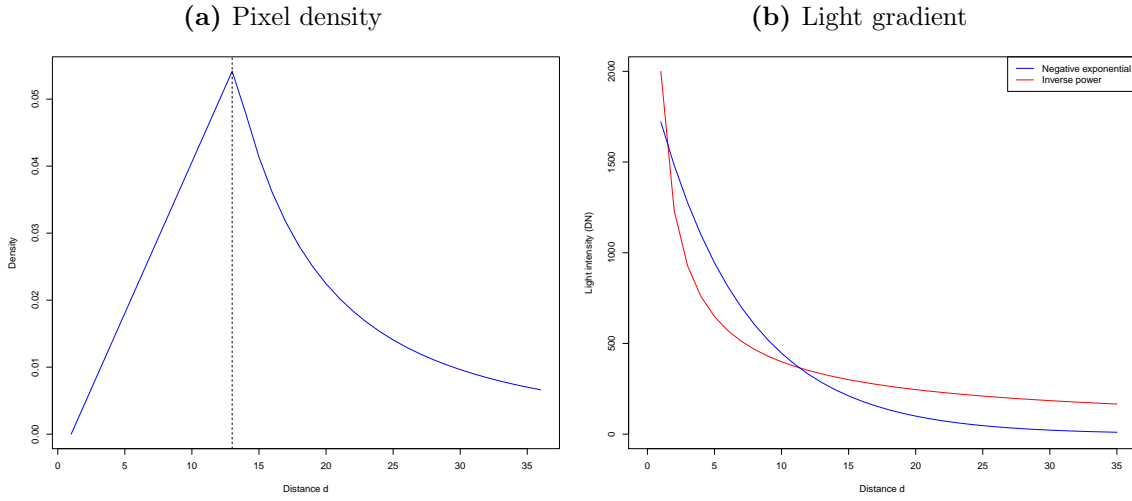 (a) Pixel density
0.00
0.01
0.02
0.03
0.04
0.05
Density
0 5 10 15 20 25 30 35
Distance d
(b) Light gradient
Negative exponential
Inverse power
0
500
1000
1500
2000
Light intensity (DN)
0 5 10 15 20 25 30 35
Distance d